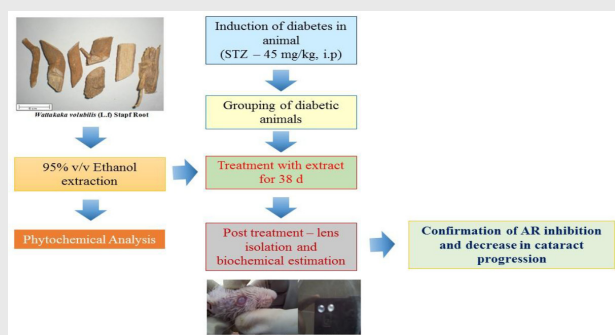 Wattakaka volubilis (L.f) Stapf Root
95% v/v Ethanol
extraction
Phytochemical Analysis
Induction of diabetes in
animal
(STZ – 45 mg/kg, i.p)
Grouping of diabetic
animals
Treatment with extract
for 38 d
Post treatment – lens
isolation and
biochemical estimation
Confirmation of AR inhibition
and decrease in cataract
progression